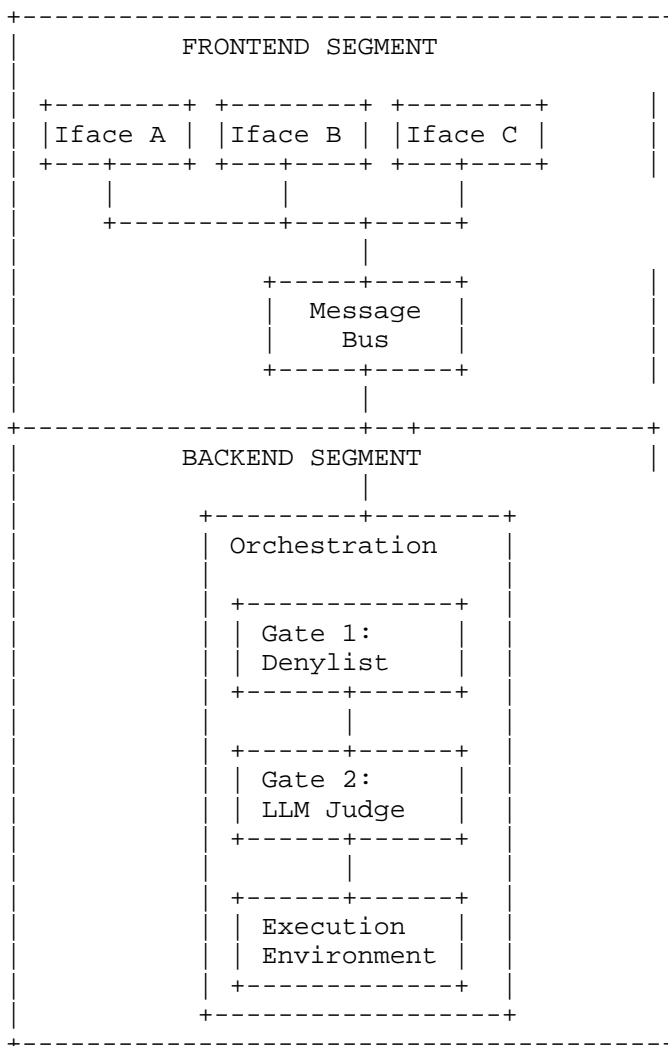 FRONTEND SEGMENT
Iface A Iface B Iface C
Message
Bus
BACKEND SEGMENT
Orchestration
Gate 1:
Denylist
Gate 2:
LLM Judge
Execution
Environment